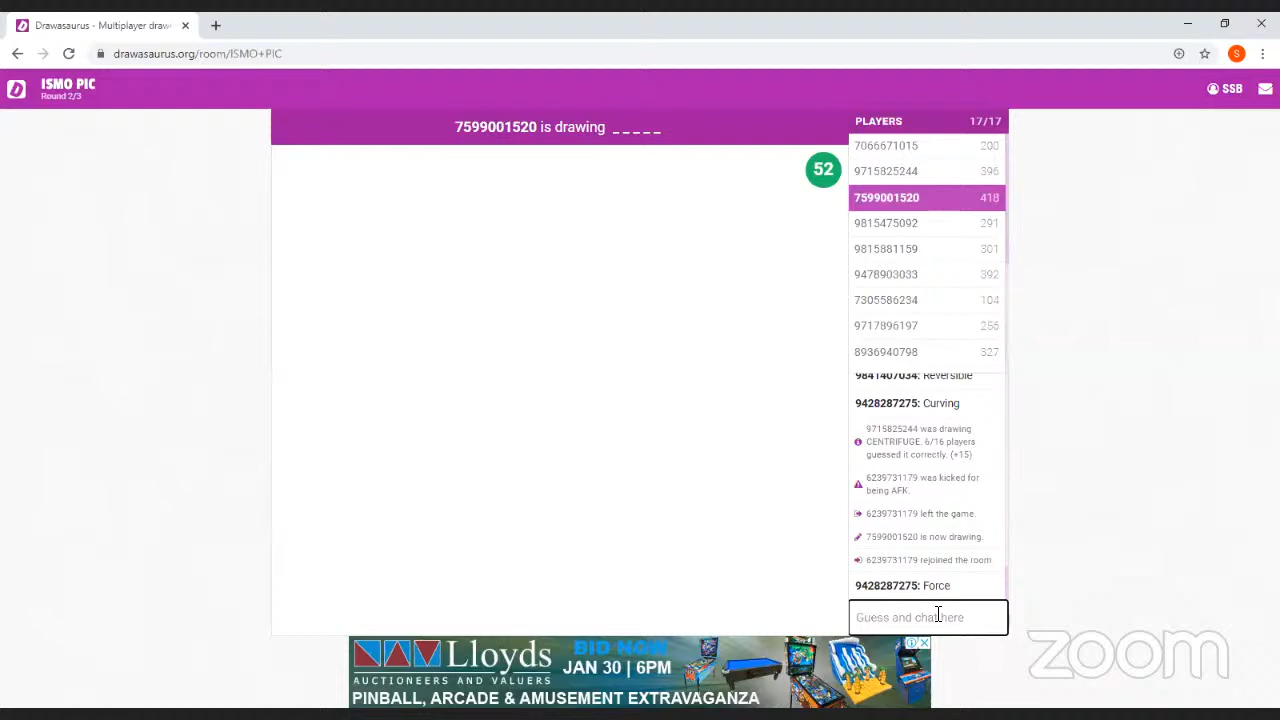 Drawasaurus - Multiplayer draw
drawasaurus.org/room/ISMO+PIC
S
ISMO PIC
Round 2/3
SSB
7599001520 is drawing _ _ _ _ _
52
PLAYERS 17/17
7066671015 200
9715825244 396
7599001520 418
9815475092 291
9815881159 301
9478903033 392
7305586234 104
9717896197 256
8936940798 327
9841407034: Reversible
9428287275: Curving
9715825244 was drawing
CENTRIFUGE. 6/16 players
guessed it correctly. (+15)
6239731179 was kicked for
being AFK.
6239731179 left the game.
7599001520 is now drawing.
6239731179 rejoined the room
9428287275: Force
Guess and chat here
Lloyds
AUCTIONEERS AND VALUERS
BID NOW
JAN 30 | 6PM
PINBALL, ARCADE & AMUSEMENT EXTRAVAGANZA
zoom